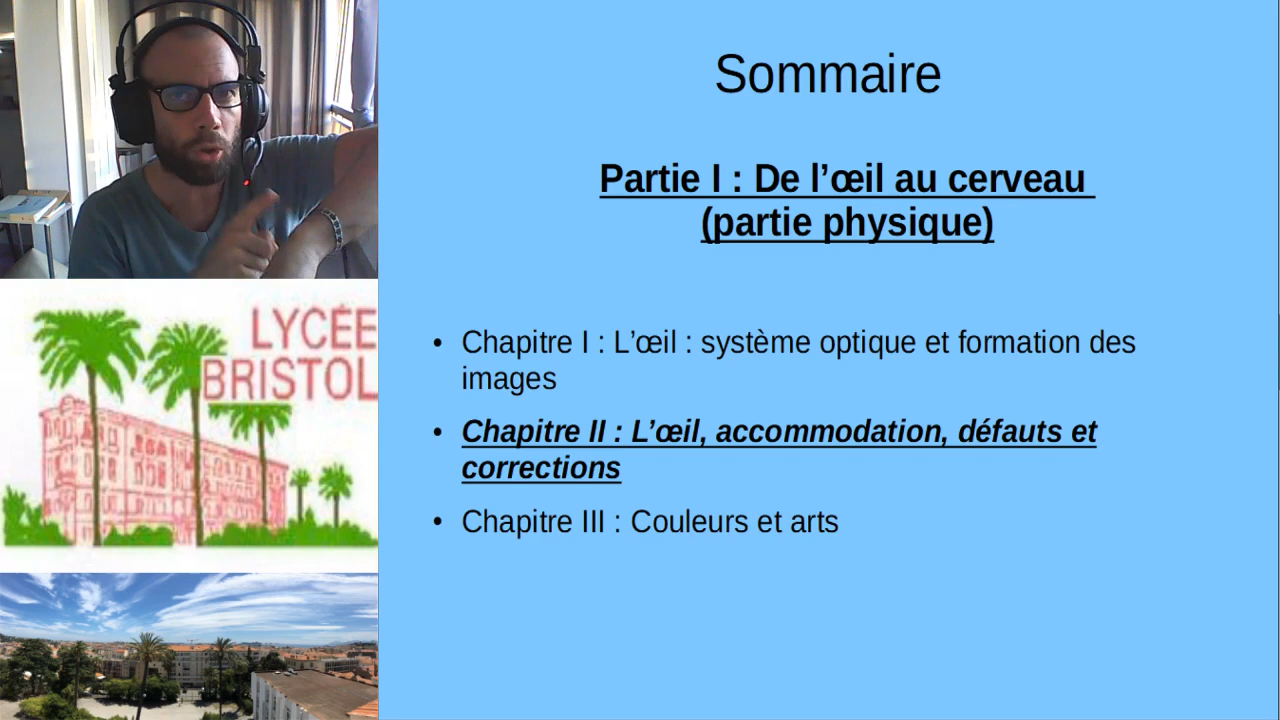 LYCÉE
BRISTOL
Sommaire
Partie I : De l’œil au cerveau
(partie physique)
• Chapitre I : L’œil : système optique et formation des
images
• Chapitre II : L’œil, accommodation, défauts et
corrections
• Chapitre III : Couleurs et arts